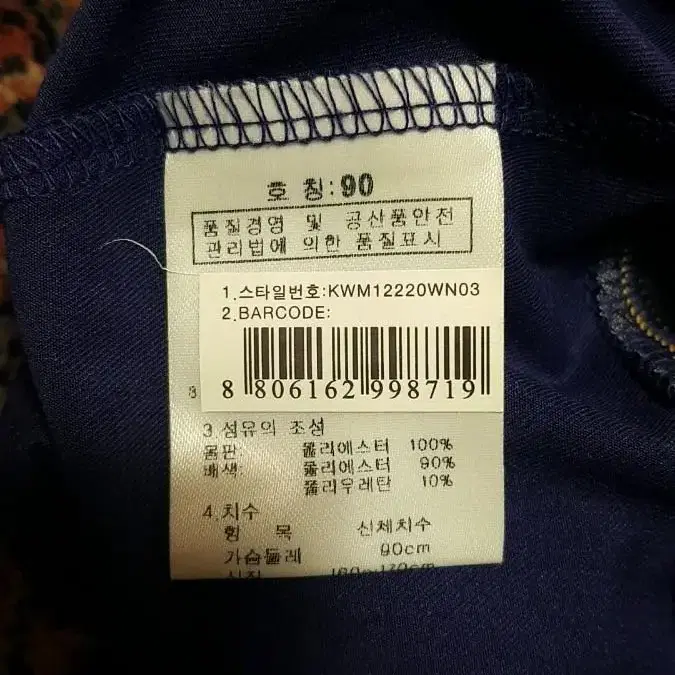 호 칭:90
품질경영 및 공산품안전
관리법에 의한 품질표시
1.스타일번호:KWM12220WN03
2.BARCODE:
8 806162 998719
3 섬유의 조성
몸판: 폴리에스터 100%
배색: 폴리에스터 90%
폴리우레탄 10%
4.치수
항 목 신체치수
가슴둘레 90cm
신장